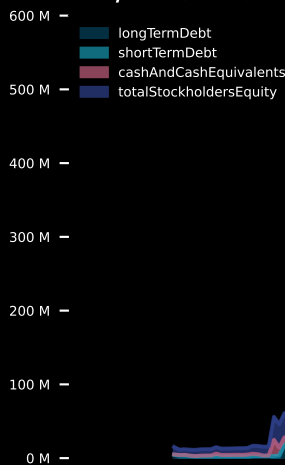 600 M
longTermDebt
shortTermDebt
cashAndCashEquivalents
totalStockholdersEquity
500 M
400 M
300 M
200 M
100 M
0 M